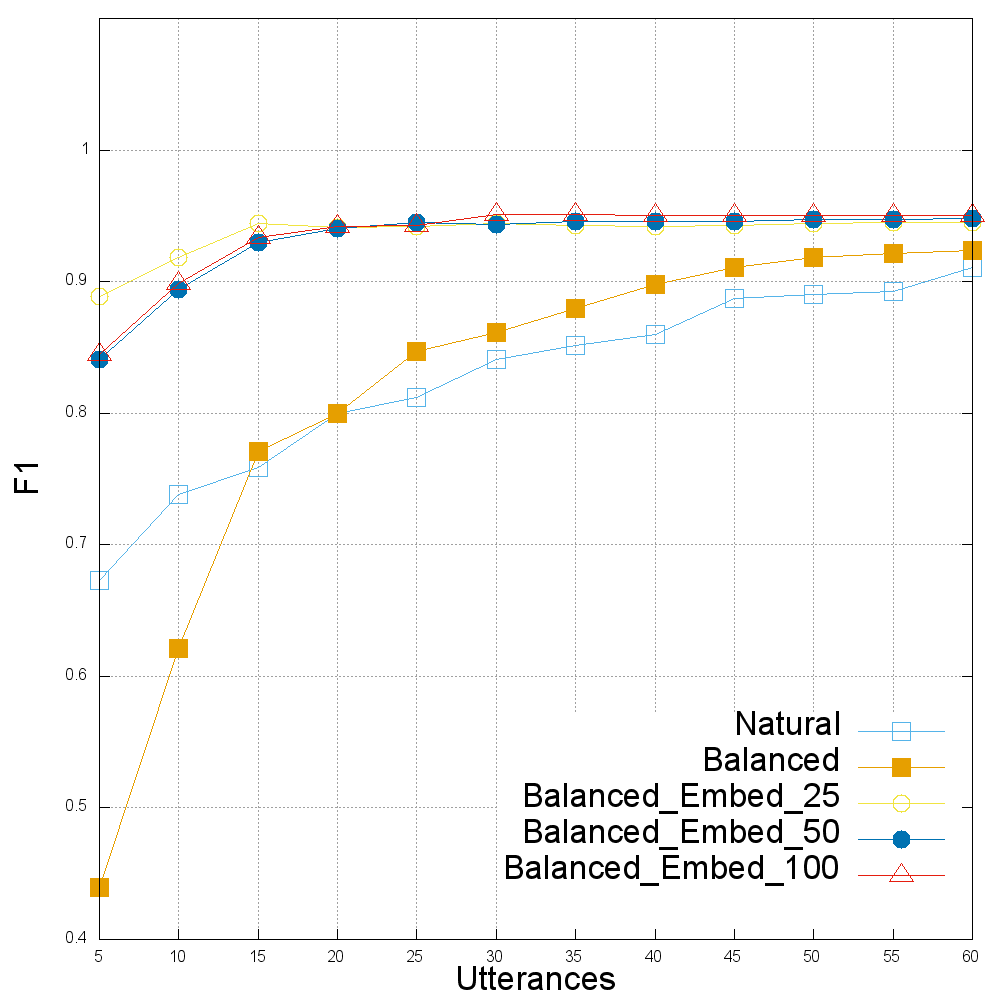 1
0.9
0.8
0.7
0.6
0.5
0.4
F1
Natural
Balanced
Balanced_Embed_25
Balanced_Embed_50
Balanced_Embed_100
5 10 15 20 25 30 35 40 45 50 55 60
Utterances